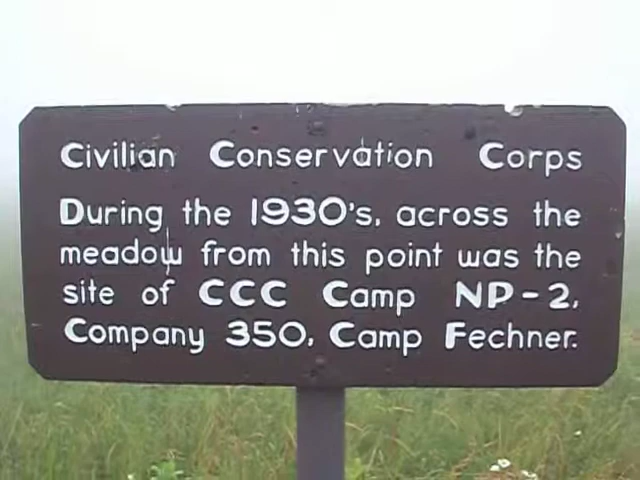 Civilian Conservation Corps
During the 1930's, across the
meadow from this point was the
site of CCC Camp NP-2,
Company 350, Camp Fechner.